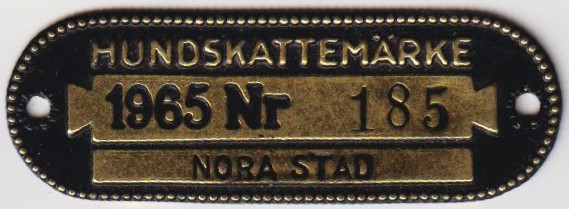 HUNDSKATTEMÄRKE
1965 Nr 185
NORA STAD